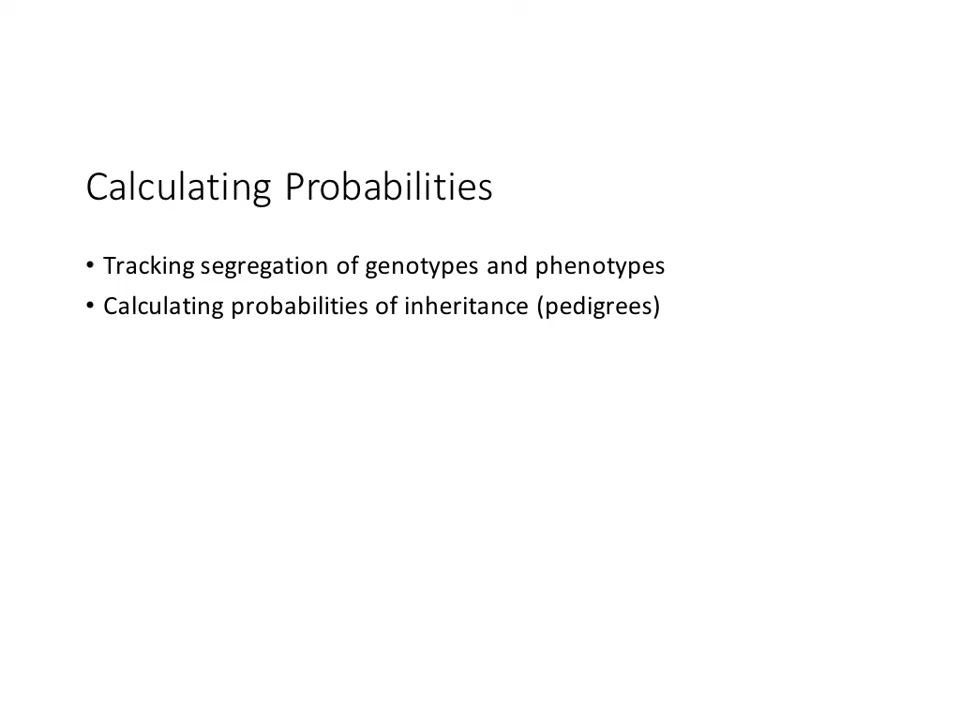 Calculating Probabilities
• Tracking segregation of genotypes and phenotypes
• Calculating probabilities of inheritance (pedigrees)